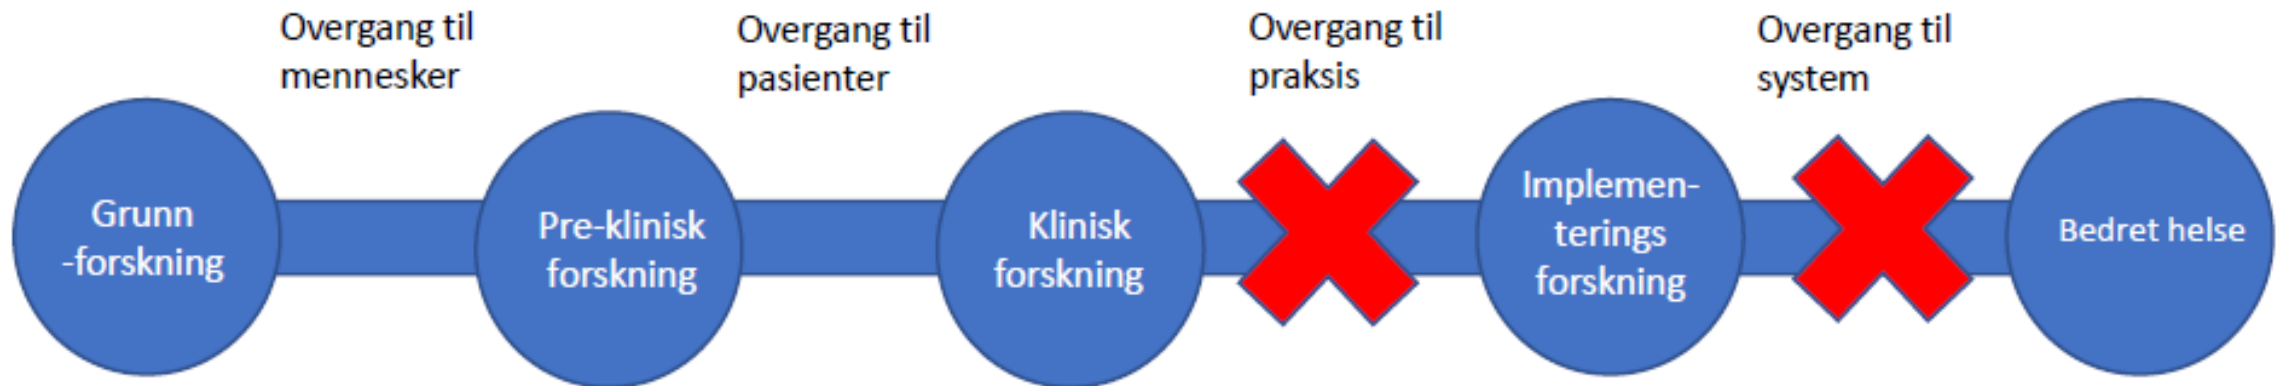 Overgang til
mennesker
Overgang til
pasienter
Overgang til
praksis
Overgang til
system
Grunn
-forskning
Pre-klinisk
forskning
Klinisk
forskning
Implemen-
terings
forskning
Bedret helse